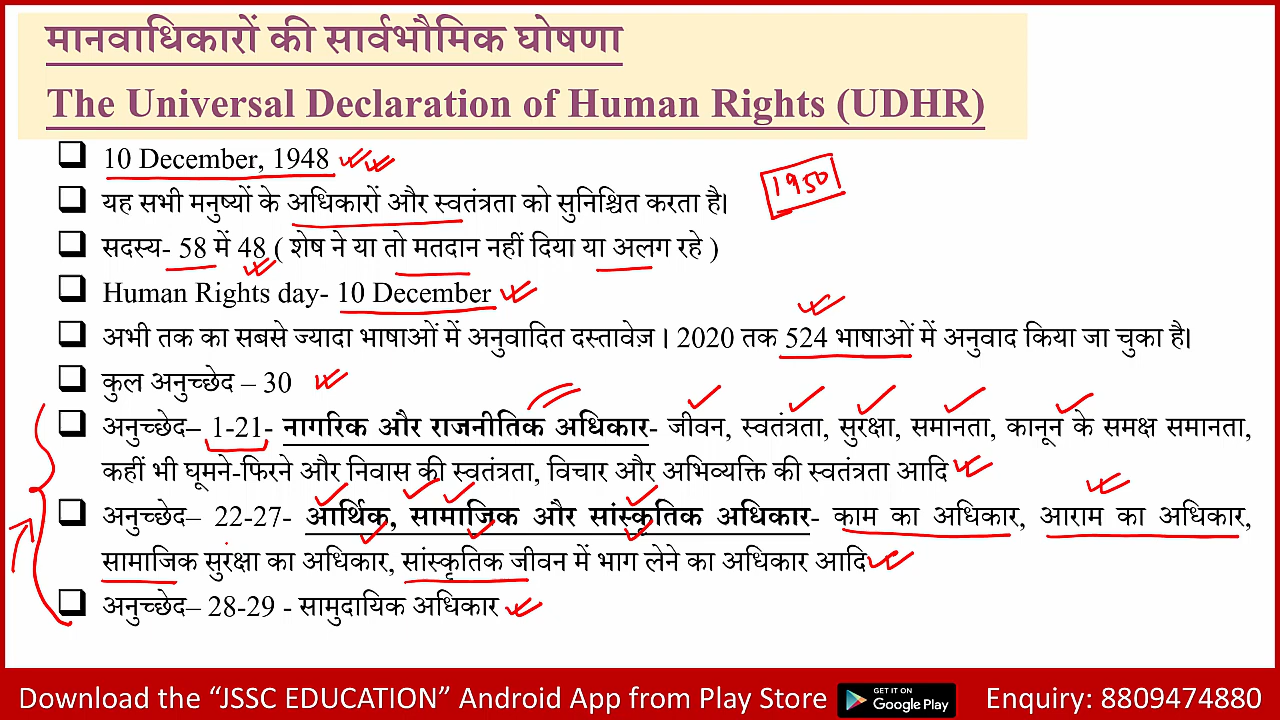 मानवाधिकारों की सार्वभौमिक घोषणा
The Universal Declaration of Human Rights (UDHR)
10 December, 1948
1950
यह सभी मनुष्यों के अधिकारों और स्वतंत्रता को सुनिश्चित करता है।
सदस्य- 58 में 48 ( शेष ने या तो मतदान नहीं दिया या अलग रहे )
Human Rights day- 10 December
अभी तक का सबसे ज्यादा भाषाओं में अनुवादित दस्तावेज़ । 2020 तक 524 भाषाओं में अनुवाद किया जा चुका है।
कुल अनुच्छेद – 30
अनुच्छेद– 1-21- नागरिक और राजनीतिक अधिकार- जीवन, स्वतंत्रता, सुरक्षा, समानता, कानून के समक्ष समानता,
कहीं भी घूमने-फिरने और निवास की स्वतंत्रता, विचार और अभिव्यक्ति की स्वतंत्रता आदि
अनुच्छेद– 22-27- आर्थिक, सामाजिक और सांस्कृतिक अधिकार- काम का अधिकार, आराम का अधिकार,
सामाजिक सुरक्षा का अधिकार, सांस्कृतिक जीवन में भाग लेने का अधिकार आदि
अनुच्छेद– 28-29 - सामुदायिक अधिकार
Download the “JSSC EDUCATION” Android App from Play Store GET IT ON Google Play Enquiry: 8809474880